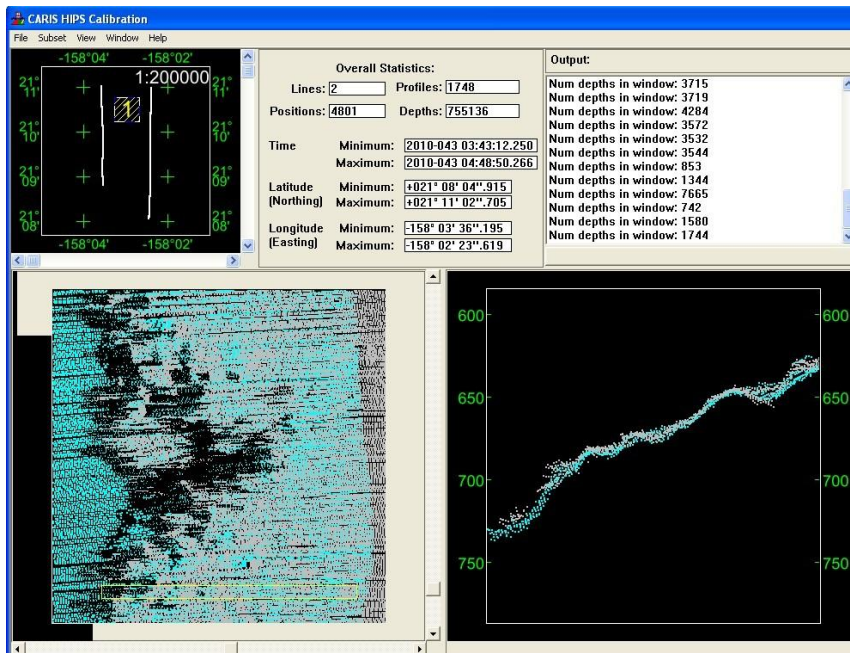 CARIS HIPS Calibration
File Subset View Window Help
-158°04' -158°02'
1:200000
21° 11' 21° 11'
1
21° 10' 21° 10'
21° 09' 21° 09'
21° 08' 21° 08'
-158°04' -158°02'
Overall Statistics:
Lines: 2 Profiles: 1748
Positions: 4801 Depths: 755136
Time Minimum: 2010-043 03:43:12.250
Maximum: 2010-043 04:48:50.266
Latitude Minimum: +021° 08' 04".915
(Northing) Maximum: +021° 11' 02".705
Longitude Minimum: -158° 03' 36".195
(Easting) Maximum: -158° 02' 23".619
Output:
Num depths in window: 3715
Num depths in window: 3719
Num depths in window: 4284
Num depths in window: 3572
Num depths in window: 3532
Num depths in window: 3544
Num depths in window: 853
Num depths in window: 1344
Num depths in window: 7665
Num depths in window: 742
Num depths in window: 1580
Num depths in window: 1744
600 600
650 650
700 700
750 750